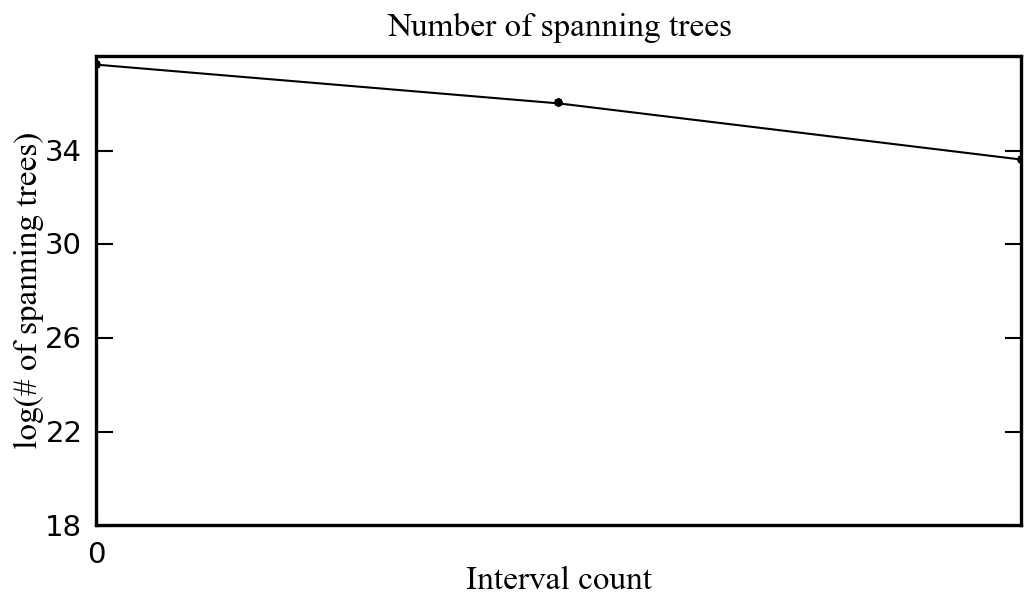 Number of spanning trees
log(# of spanning trees)
34
30
26
22
18
0
Interval count